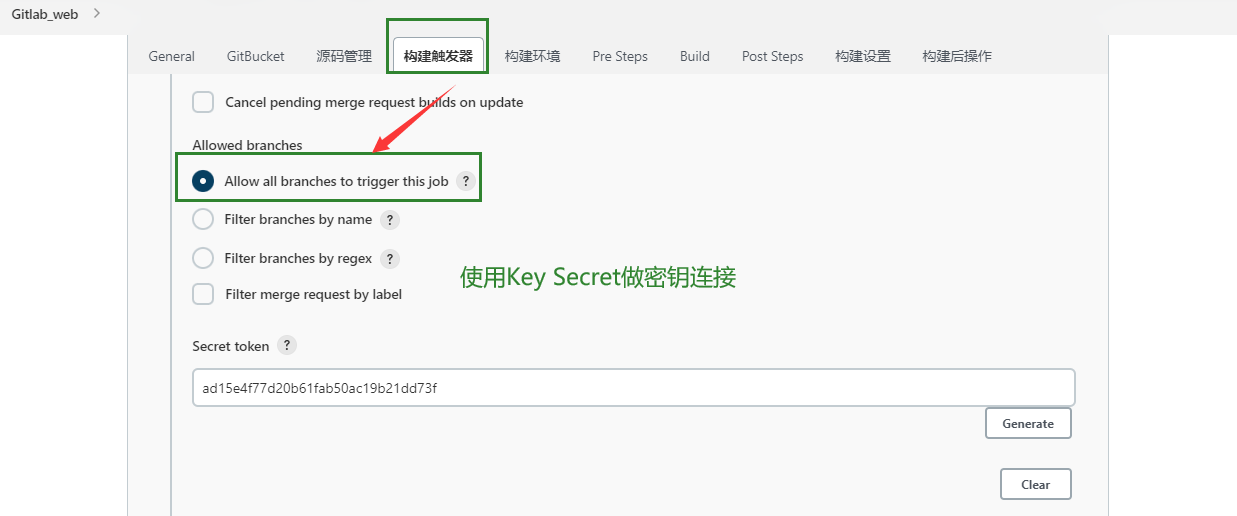 Gitlab_web
General GitBucket 源码管理 构建触发器 构建环境 Pre Steps Build Post Steps 构建设置 构建后操作
Cancel pending merge request builds on update
Allowed branches
Allow all branches to trigger this job ?
Filter branches by name ?
Filter branches by regex ?
使用Key Secret做密钥连接
Filter merge request by label
Secret token ?
ad15e4f77d20b61fab50ac19b21dd73f
Generate
Clear